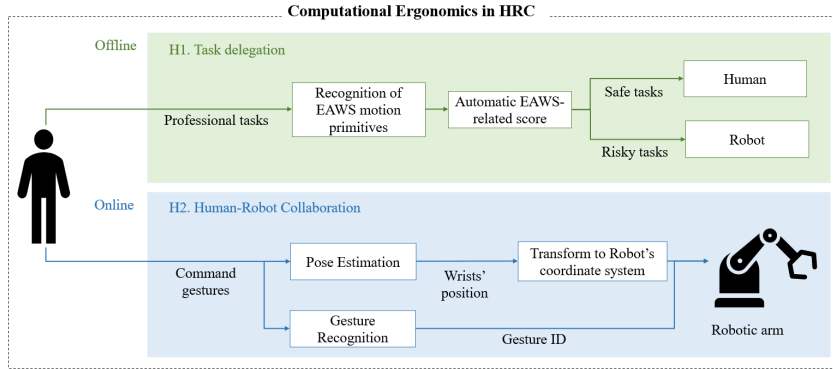 Computational Ergonomics in HRC
Offline
H1. Task delegation
Professional tasks
Recognition of
EAWS motion
primitives
Automatic EAWS-
related score
Safe tasks
Human
Risky tasks
Robot
Online
H2. Human-Robot Collaboration
Command
gestures
Pose Estimation
Wrists'
position
Transform to Robot's
coordinate system
Gesture
Recognition
Gesture ID
Robotic arm